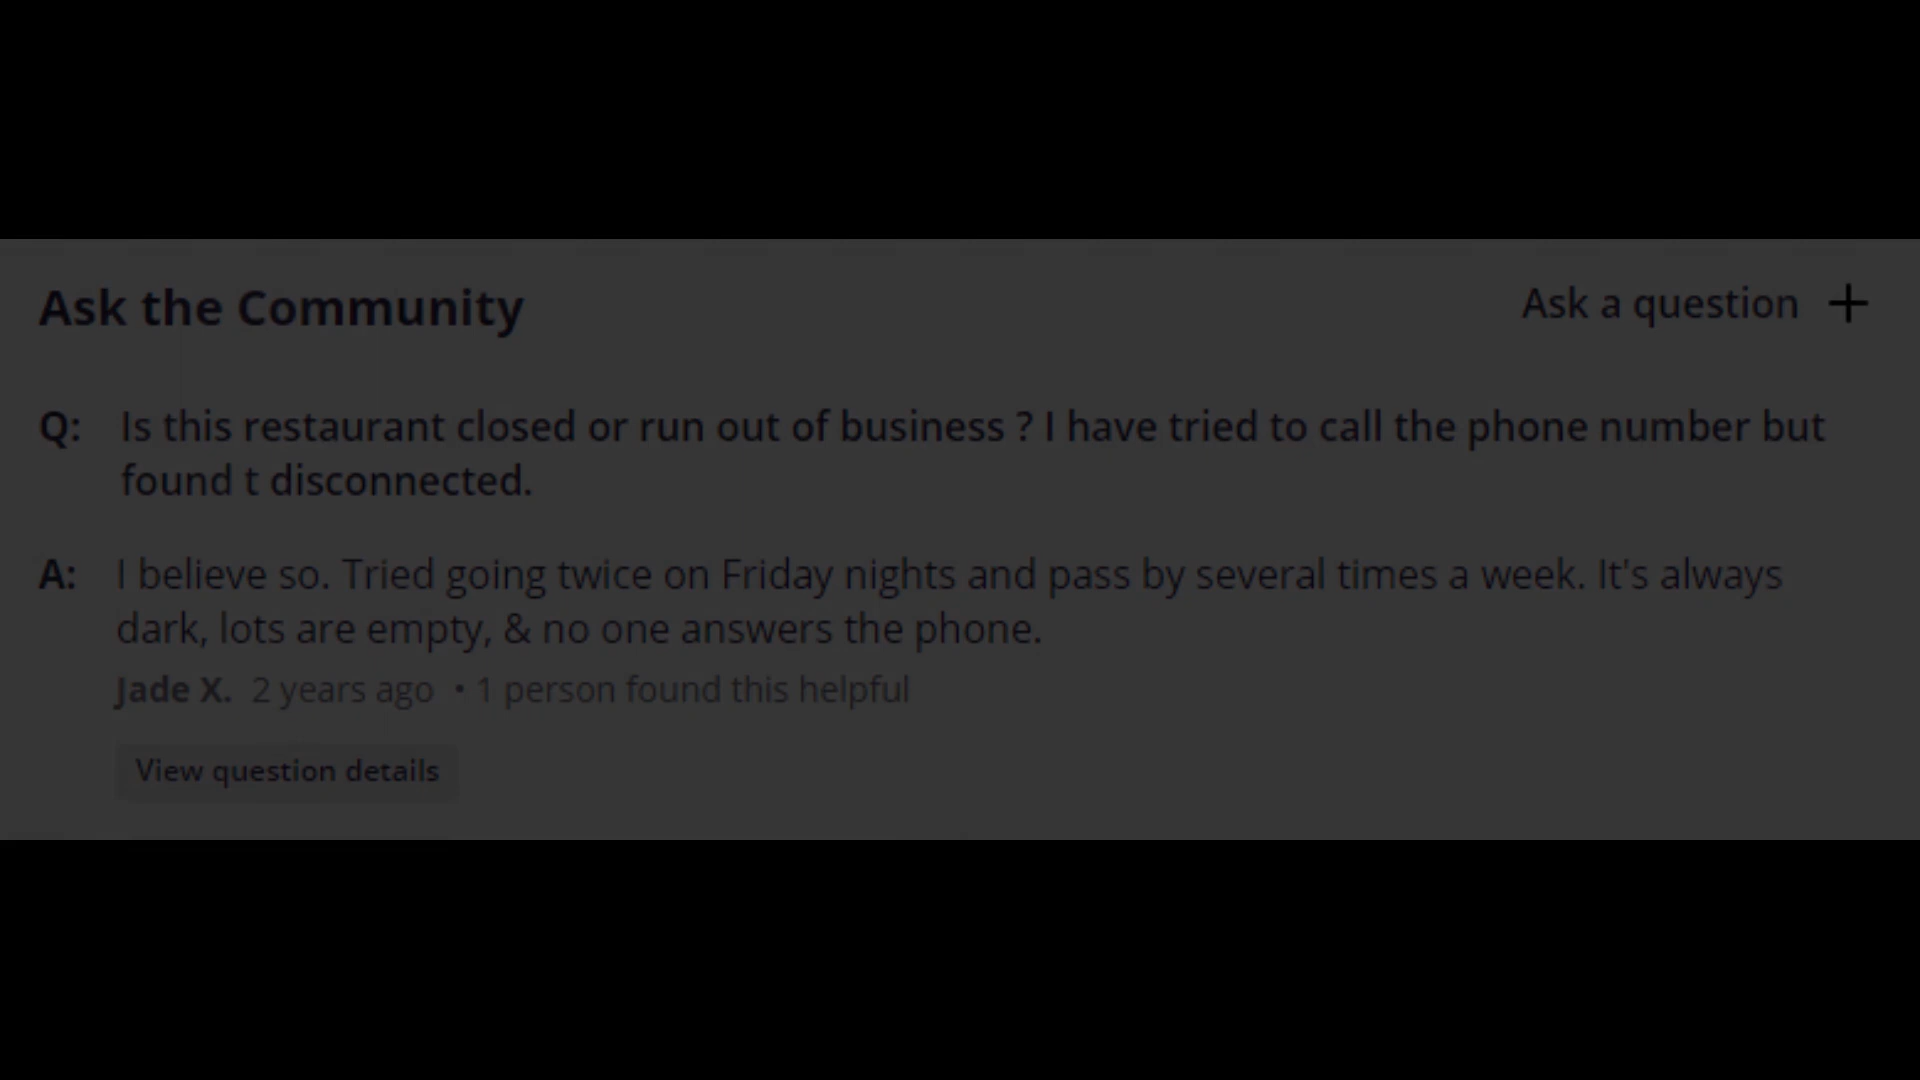 Ask the Community
Ask a question +
Q: Is this restaurant closed or run out of business ? I have tried to call the phone number but
found t disconnected.
A: I believe so. Tried going twice on Friday nights and pass by several times a week. It's always
dark, lots are empty, & no one answers the phone.
Jade X. 2 years ago • 1 person found this helpful
View question details